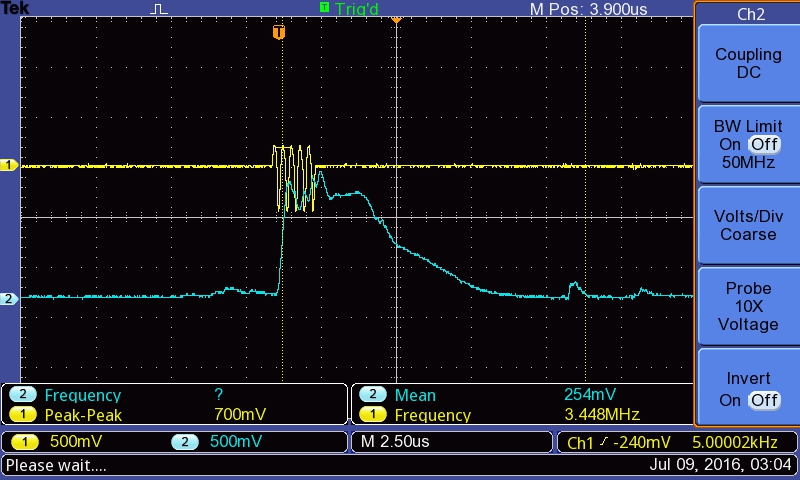 Tek
T Trig'd
M Pos: 3.900us
Ch2
T
Coupling
DC
BW Limit
On Off
50MHz
1
Volts/Div
Coarse
2
Probe
10X
Voltage
Invert
On Off
2 Frequency ?
1 Peak-Peak 700mV
2 Mean 254mV
1 Frequency 3.448MHz
1 500mV 2 500mV M 2.50us Ch1 -240mV 5.00002kHz
Please wait.... Jul 09, 2016, 03:04